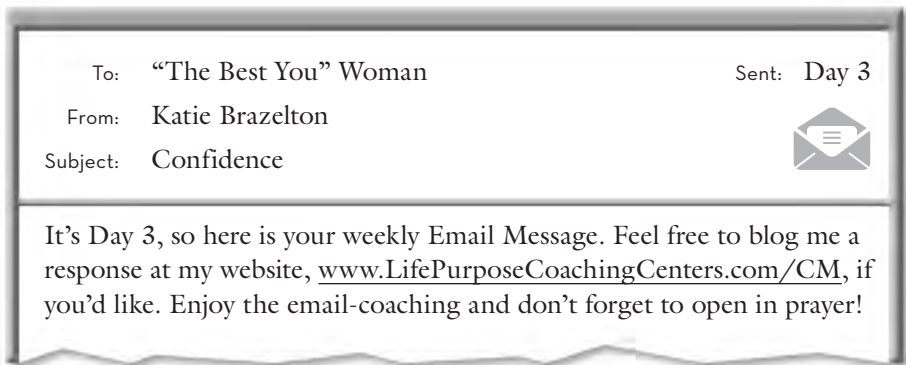 To: “The Best You” Woman Sent: Day 3
From: Katie Brazelton
Subject: Confidence
It’s Day 3, so here is your weekly Email Message. Feel free to blog me a
response at my website, www.LifePurposeCoachingCenters.com/CM, if
you’d like. Enjoy the email-coaching and don’t forget to open in prayer!